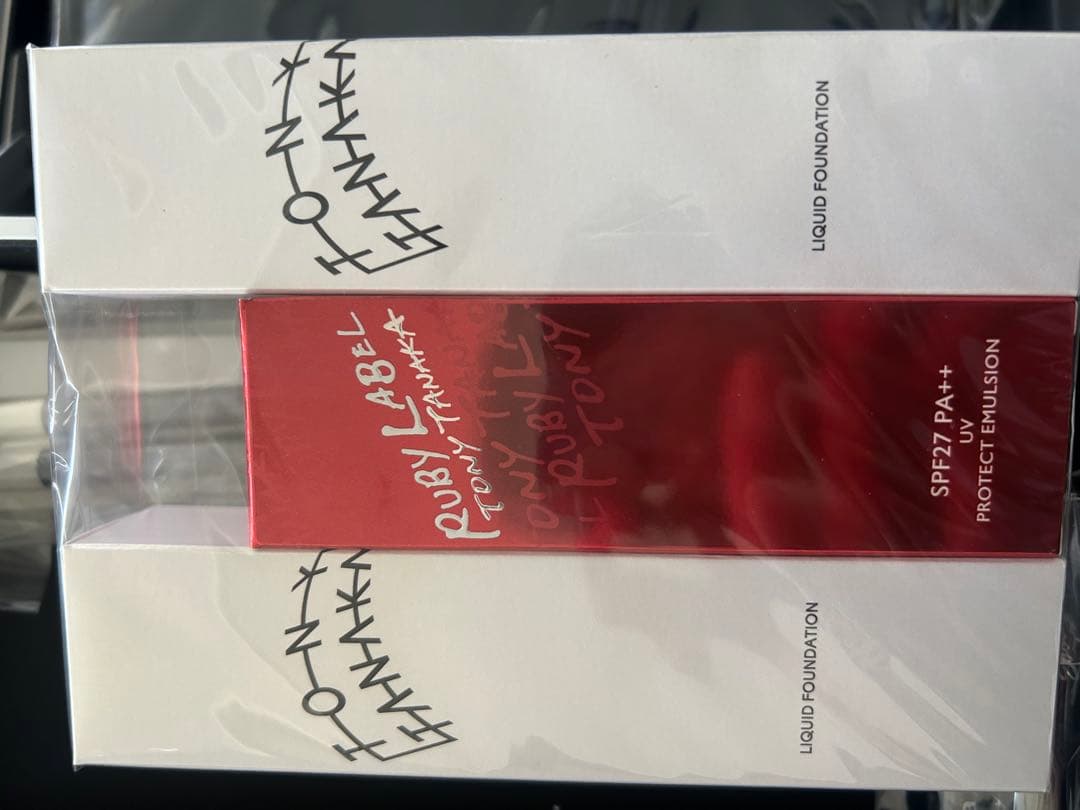 TONY
TANAKA
LIQUID FOUNDATION
RUBY LABEL
TONY TANAKA
SPF27 PA++
UV
PROTECT EMULSION
TONY
TANAKA
LIQUID FOUNDATION